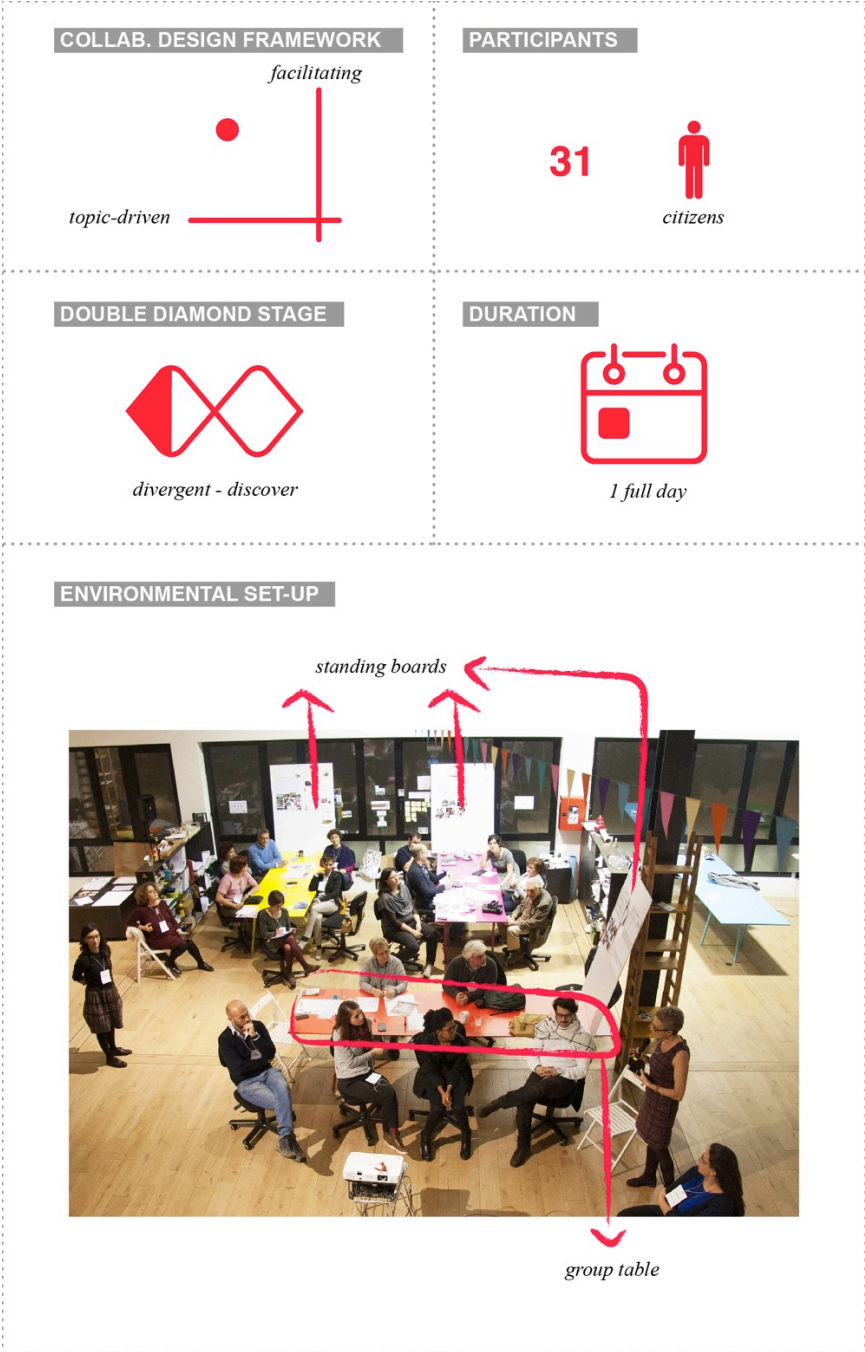 COLLAB. DESIGN FRAMEWORK
facilitating
topic-driven
PARTICIPANTS
31
citizens
DOUBLE DIAMOND STAGE
divergent - discover
DURATION
1 full day
ENVIRONMENTAL SET-UP
standing boards
group table